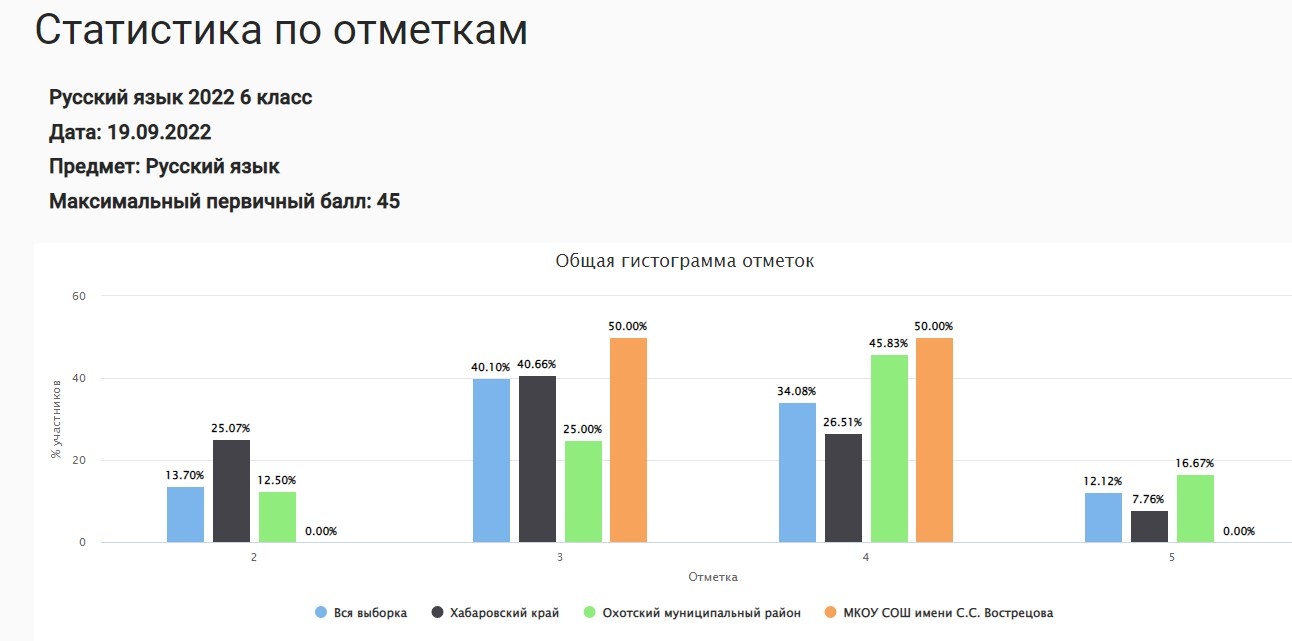 Статистика по отметкам
Русский язык 2022 6 класс
Дата: 19.09.2022
Предмет: Русский язык
Максимальный первичный балл: 45
Общая гистограмма отметок
% участников
60
40
20
0
13.70%
25.07%
12.50%
0.00%
40.10%
40.66%
25.00%
50.00%
34.08%
26.51%
45.83%
50.00%
12.12%
7.76%
16.67%
0.00%
2 3 4 5
Отметка
Вся выборка Хабаровский край Охотский муниципальный район МКОУ СОШ имени С.С. Вострецова